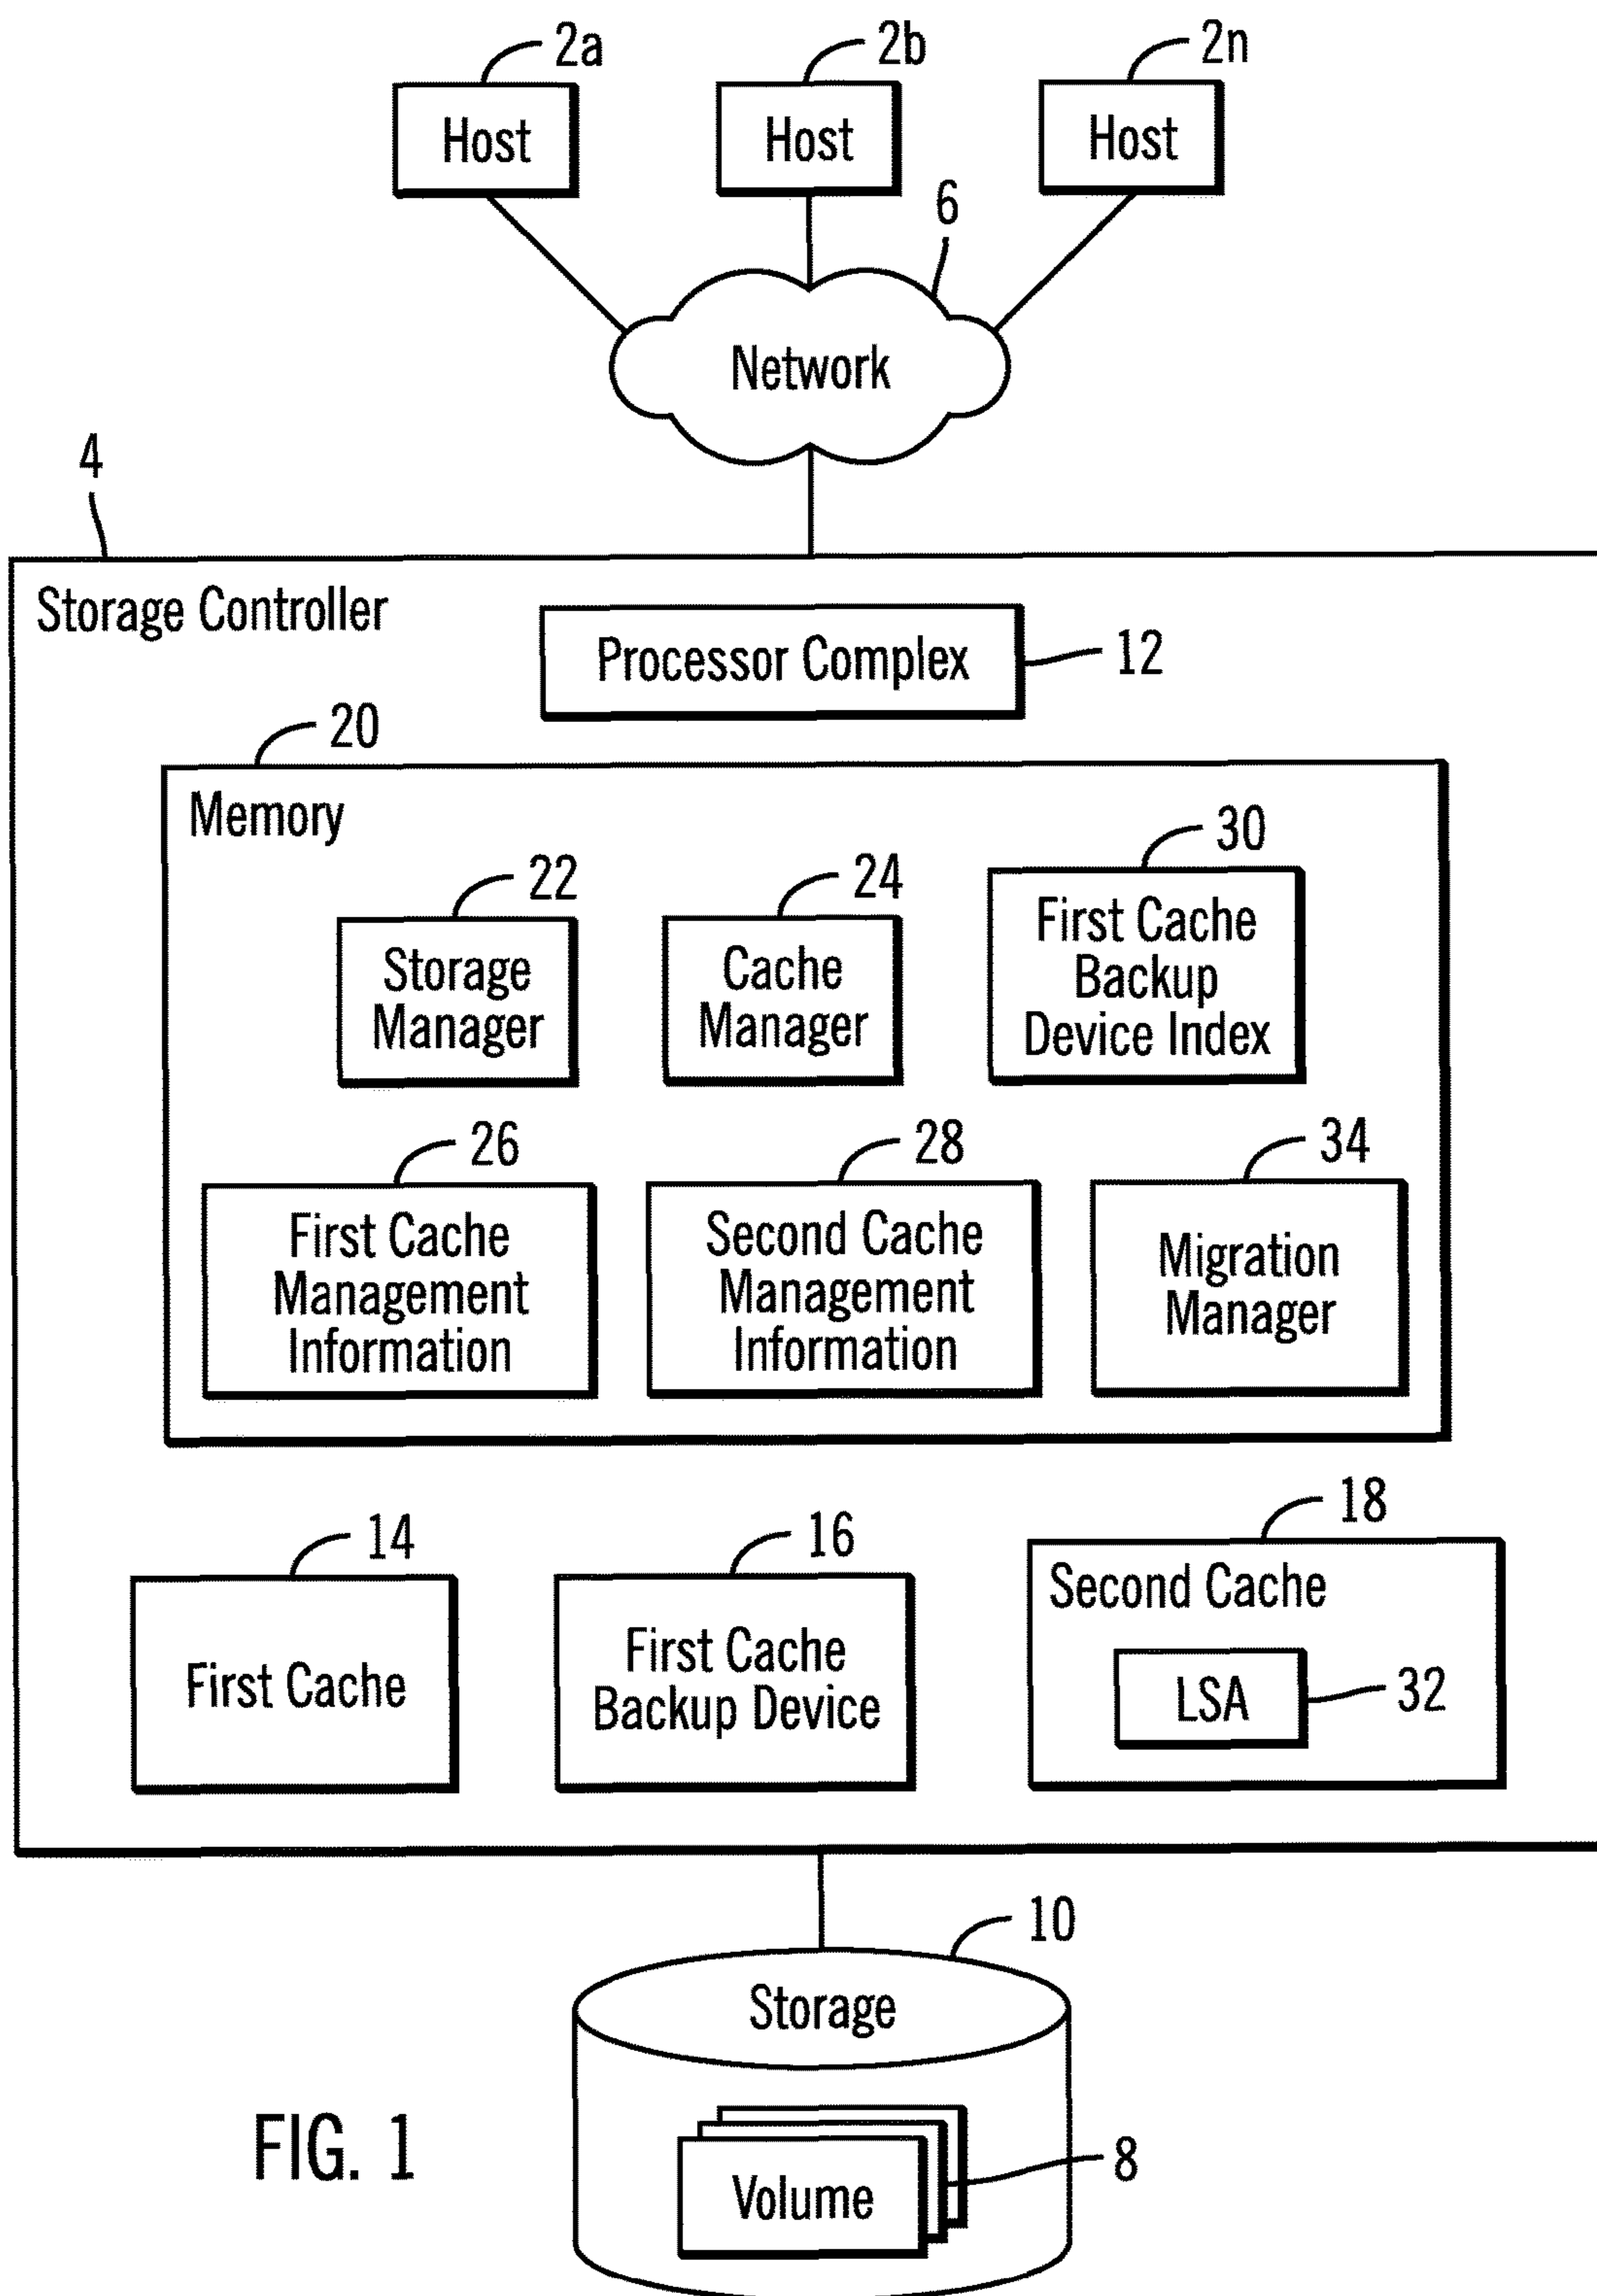 2a
2b
2n
Host
Host
Host
6
Network
4
Storage Controller
Processor Complex
12
20
Memory
22
24
30
Storage
Manager
Cache
Manager
First Cache
Backup
Device Index
26
28
34
First Cache
Management
Information
Second Cache
Management
Information
Migration
Manager
14
16
18
First Cache
First Cache
Backup Device
Second Cache
LSA
32
10
Storage
Volume
8
FIG. 1